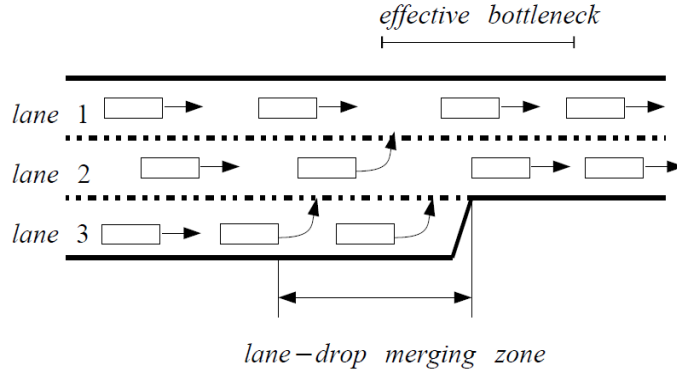 effective bottleneck
lane 1
lane 2
lane 3
lane-drop merging zone